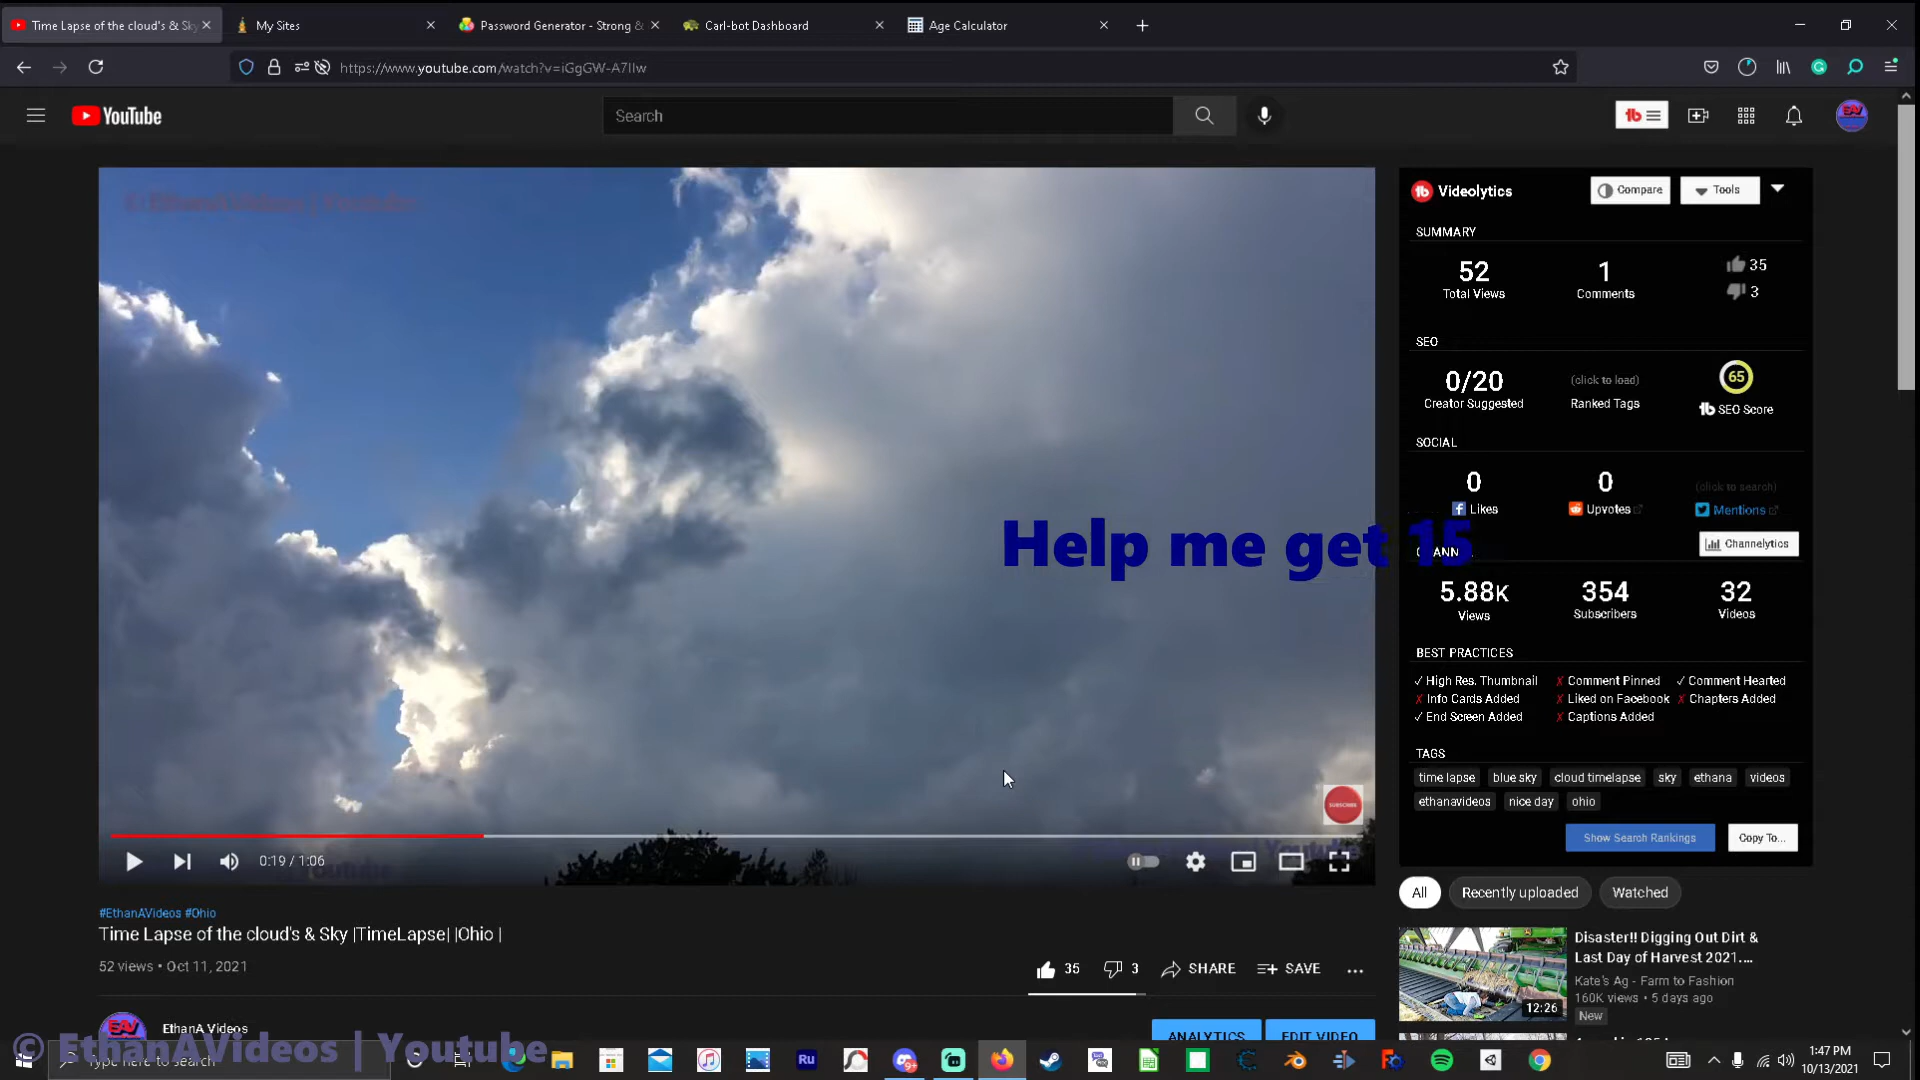 Time Lapse of the cloud's & Sk
My Sites
Password Generator - Strong &
Carl-bot Dashboard
Age Calculator
https://www.youtube.com/watch?v=iGgGW-A7lIw
YouTube
Search
EAV
© EthanAVideos | Youtube
Videolytics
Compare
Tools
SUMMARY
52
1
35
Total Views
Comments
3
SEO
0/20
(click to load)
65
Creator Suggested
Ranked Tags
SEO Score
SOCIAL
0
0
(click to search)
Likes
Upvotes
Mentions
Help me get 15
Channelytics
5.88K
354
32
Views
Subscribers
Videos
BEST PRACTICES
✓ High Res. Thumbnail
✗ Comment Pinned
✓ Comment Hearted
✗ Info Cards Added
✗ Liked on Facebook
✗ Chapters Added
✓ End Screen Added
✗ Captions Added
TAGS
time lapse
blue sky
cloud timelapse
sky
ethana
videos
ethanavideos
nice day
ohio
SUBSCRIBE
Show Search Rankings
Copy To...
0:19 / 1:06
All
Recently uploaded
Watched
#EthanAVideos #Ohio
Time Lapse of the cloud's & Sky |TimeLapse| |Ohio |
52 views • Oct 11, 2021
35
3
SHARE
SAVE
Disaster!! Digging Out Dirt &
Last Day of Harvest 2021....
Kate's Ag - Farm to Fashion
160K views • 5 days ago
New
12:26
EAV
EthanA Videos
ANALYTICS
EDIT VIDEO
© EthanAVideos | Youtube
Type here to search
Ru
1:47 PM
10/13/2021